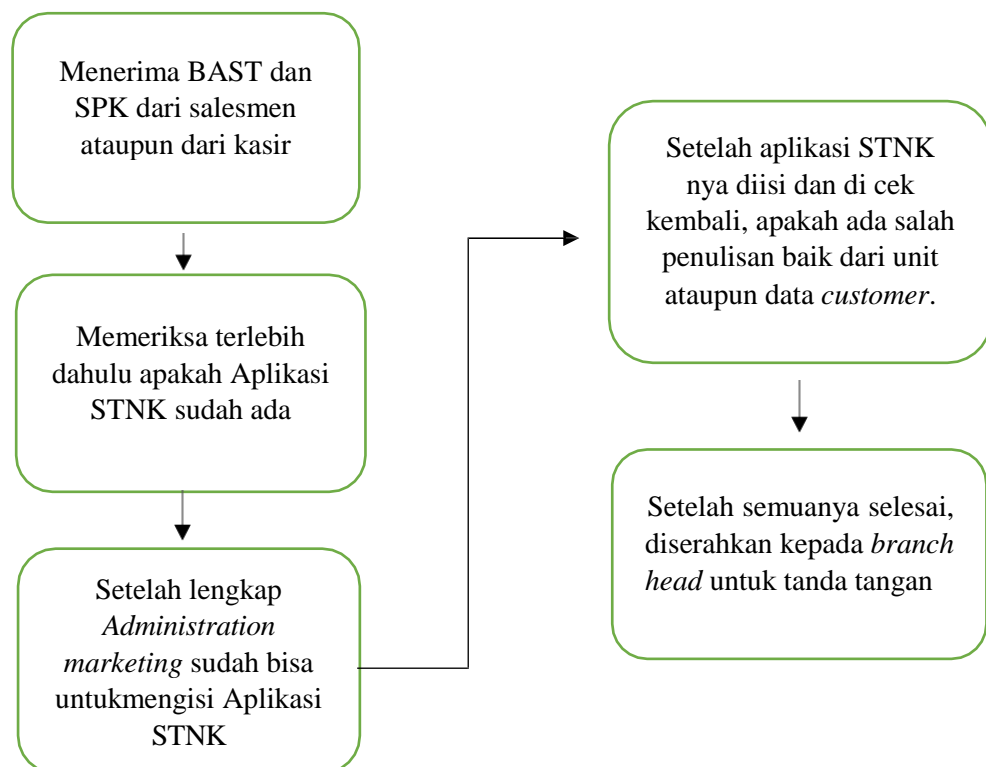 Menerima BAST dan
SPK dari salesmen
ataupun dari kasir
Memeriksa terlebih
dahulu apakah Aplikasi
STNK sudah ada
Setelah lengkap
Administration
marketing sudah bisa
untukmengisi Aplikasi
STNK
Setelah aplikasi STNK
nya diisi dan di cek
kembali, apakah ada salah
penulisan baik dari unit
ataupun data customer.
Setelah semuanya selesai,
diserahkan kepada branch
head untuk tanda tangan